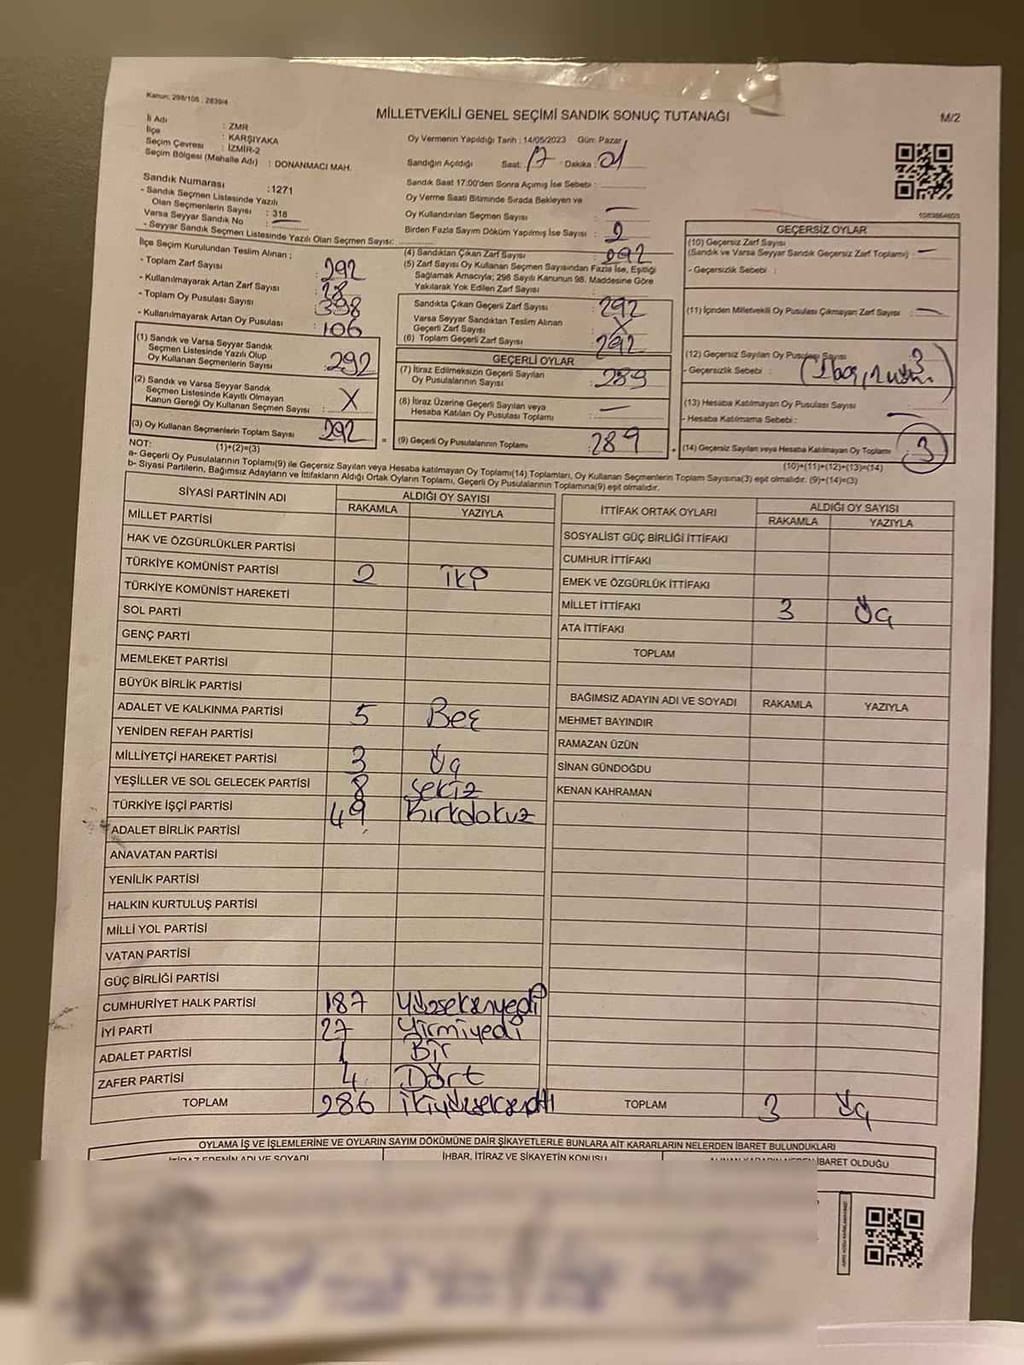 Kanun: 298/105 : 2839/4
MİLLETVEKİLİ GENEL SEÇİMİ SANDIK SONUÇ TUTANAĞI
M/2
İli Adı : ZMR
İlçe : KARŞIYAKA
Seçim Çevresi : İZMİR-2
Seçim Bölgesi (Mahalle Adı) : DONANMACI MAH.
Sandık Numarası :1271
- Sandık Seçmen Listesinde Yazılı
Olan Seçmenlerin Sayısı : 318
Varsa Seyyar Sandık No : —
- Seyyar Sandık Seçmen Listesinde Yazılı Olan Seçmen Sayısı:
Oy Vermenin Yapıldığı Tarih : 14/05/2023 Gün: Pazar
Sandığın Açıldığı Saat: 17 Dakika : 01
Sandık Saat 17:00'den Sonra Açımış İse Sebebi :
Oy Verme Saati Bitiminde Sırada Bekleyen ve
Oy Kullandırılan Seçmen Sayısı : —
Birden Fazla Sayım Döküm Yapılmış İse Sayısı : 2
İlçe Seçim Kurulundan Teslim Alınan ;
- Toplam Zarf Sayısı : 292
- Kullanılmayarak Artan Zarf Sayısı :
- Toplam Oy Pusulası Sayısı : 398
- Kullanılmayarak Artan Oy Pusulası : 106
(1) Sandık ve Varsa Seyyar Sandık
Seçmen Listesinde Yazılı Olup
Oy Kullanan Seçmenlerin Sayısı : 292
(2) Sandık ve Varsa Seyyar Sandık
Seçmen Listesinde Kayıtlı Olmayan
Kanun Gereği Oy Kullanan Seçmen Sayısı : X
(3) Oy Kullanan Seçmenlerin Toplam Sayısı : 292
(1)+(2)=(3)
(4) Sandıktan Çıkan Zarf Sayısı : 292
(5) Zarf Sayısı Oy Kullanan Seçmen Sayısından Fazla İse, Eşitliği
Sağlamak Amacıyla; 298 Sayılı Kanunun 98. Maddesine Göre
Yakılarak Yok Edilen Zarf Sayısı :
Sandıkta Çıkan Geçerli Zarf Sayısı : 292
Varsa Seyyar Sandıktan Teslim Alınan
Geçerli Zarf Sayısı : X
(6) Toplam Geçerli Zarf Sayısı : 292
GEÇERLİ OYLAR
(7) İtiraz Edilmeksizin Geçerli Sayılan
Oy Pusulalarının Sayısı : 289
(8) İtiraz Üzerine Geçerli Sayılan veya
Hesaba Katılan Oy Pusulası Toplamı : —
(9) Geçerli Oy Pusulalarının Toplamı : 289
10838646/0/3
GEÇERSİZ OYLAR
(10) Geçersiz Zarf Sayısı
(Sandık ve Varsa Seyyar Sandık Geçersiz Zarf Toplamı) : —
- Geçersizlik Sebebi :
(11) İçinden Milletvekili Oy Pusulası Çıkmayan Zarf Sayısı : —
(12) Geçersiz Sayılan Oy Pusulası Sayısı : 3
- Geçersizlik Sebebi :
(13) Hesaba Katılmayan Oy Pusulası Sayısı
- Hesaba Katılmama Sebebi : —
(14) Geçersiz Sayılan veya Hesaba Katılmayan Oy Toplamı : 3
(10)+(11)+(12)+(13)=(14)
NOT:
a- Geçerli Oy Pusulalarının Toplamı(9) ile Geçersiz Sayılan veya Hesaba katılmayan Oy Toplamı(14) Toplamları, Oy Kullanan Seçmenlerin Toplam Sayısına(3) eşit olmalıdır. (9)+(14)=(3)
b- Siyasi Partilerin, Bağımsız Adayların ve İttifakların Aldığı Ortak Oyların Toplamı, Geçerli Oy Pusulalarının Toplamına(9) eşit olmalıdır.
SİYASİ PARTİNİN ADI ALDIĞI OY SAYISI
RAKAMLA YAZIYLA
MİLLET PARTİSİ
HAK VE ÖZGÜRLÜKLER PARTİSİ
TÜRKİYE KOMÜNİST PARTİSİ 2 iki
TÜRKİYE KOMÜNİST HAREKETİ
SOL PARTİ
GENÇ PARTİ
MEMLEKET PARTİSİ
BÜYÜK BİRLİK PARTİSİ
ADALET VE KALKINMA PARTİSİ 5 Beş
YENİDEN REFAH PARTİSİ
MİLLİYETÇİ HAREKET PARTİSİ 3 Üç
YEŞİLLER VE SOL GELECEK PARTİSİ 8 sekiz
TÜRKİYE İŞÇİ PARTİSİ 49 Kırkdokuz
ADALET BİRLİK PARTİSİ
ANAVATAN PARTİSİ
YENİLİK PARTİSİ
HALKIN KURTULUŞ PARTİSİ
MİLLİ YOL PARTİSİ
VATAN PARTİSİ
GÜÇ BİRLİĞİ PARTİSİ
CUMHURİYET HALK PARTİSİ 187 Yüzseksenyedi
İYİ PARTİ 27 Yirmiyedi
ADALET PARTİSİ 1 Bir
ZAFER PARTİSİ 4 Dört
TOPLAM 286 ikiyüzseksenaltı
İTTİFAK ORTAK OYLARI ALDIĞI OY SAYISI
RAKAMLA YAZIYLA
SOSYALİST GÜÇ BİRLİĞİ İTTİFAKI
CUMHUR İTTİFAKI
EMEK VE ÖZGÜRLÜK İTTİFAKI
MİLLET İTTİFAKI 3 Üç
ATA İTTİFAKI
TOPLAM
BAĞIMSIZ ADAYIN ADI VE SOYADI RAKAMLA YAZIYLA
MEHMET BAYINDIR
RAMAZAN ÜZÜN
SİNAN GÜNDOĞDU
KENAN KAHRAMAN
TOPLAM 3 Üç
OYLAMA İŞ VE İŞLEMLERİNE VE OYLARIN SAYIM DÖKÜMÜNE DAİR ŞİKAYETLERLE BUNLARA AİT KARARLARIN NELERDEN İBARET BULUNDUKLARI
İTİRAZ EDENİN ADI VE SOYADI İHBAR, İTİRAZ VE ŞİKAYETİN KONUSU ALINAN KARARIN NEDEN İBARET OLDUĞU